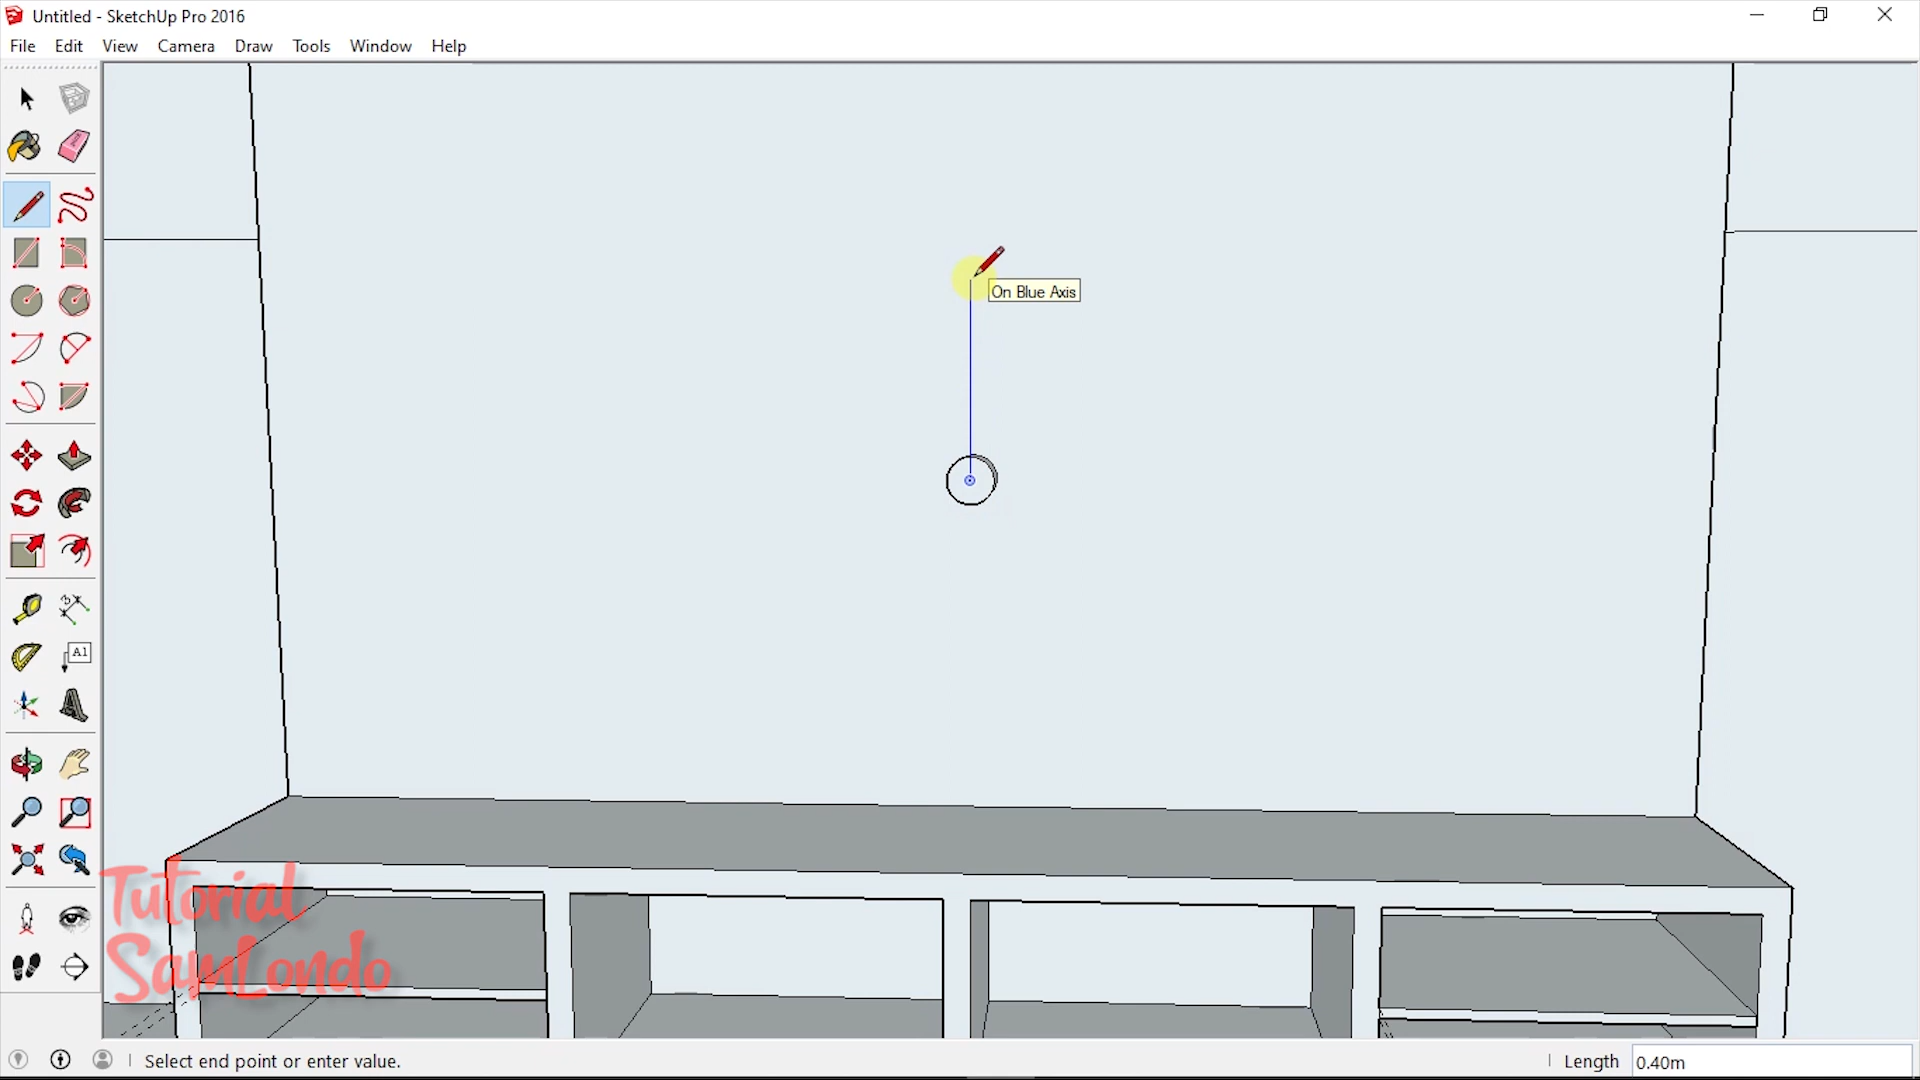 Untitled - SketchUp Pro 2016
File Edit View Camera Draw Tools Window Help
On Blue Axis
A1
Tutorial
SamLondo
Select end point or enter value.
Length 0.40m